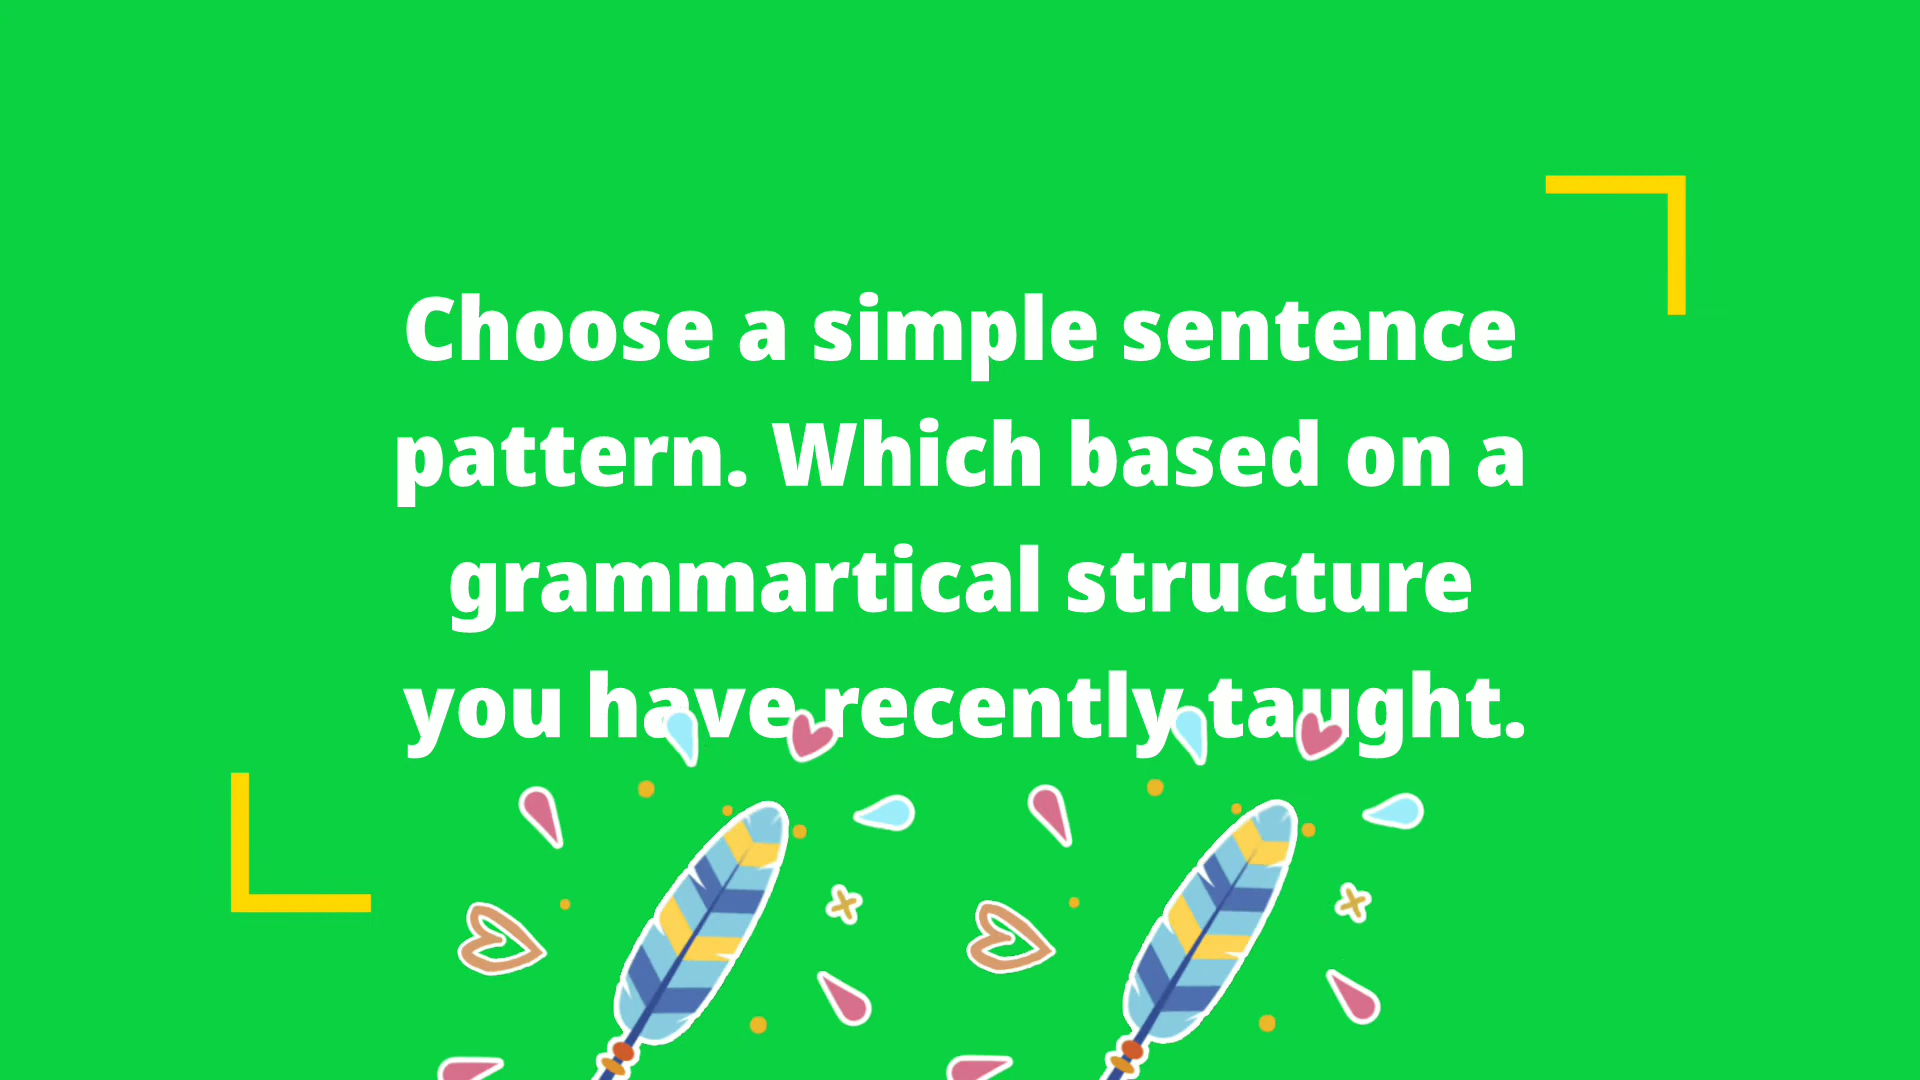 Choose a simple sentence
pattern. Which based on a
grammartical structure
you have recently taught.